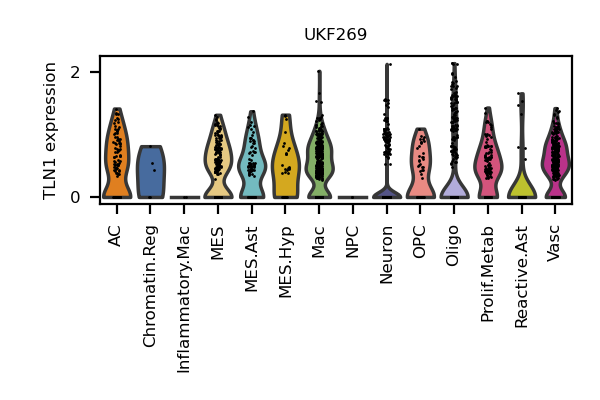 UKF269
TLN1 expression
2
0
AC
Chromatin.Reg
Inflammatory.Mac
MES
MES.Ast
MES.Hyp
Mac
NPC
Neuron
OPC
Oligo
Prolif.Metab
Reactive.Ast
Vasc